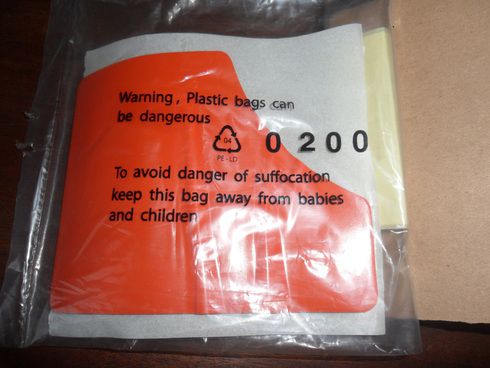 Warning, Plastic bags can
be dangerous
04
PE-LD
0 200
To avoid danger of suffocation
keep this bag away from babies
and children